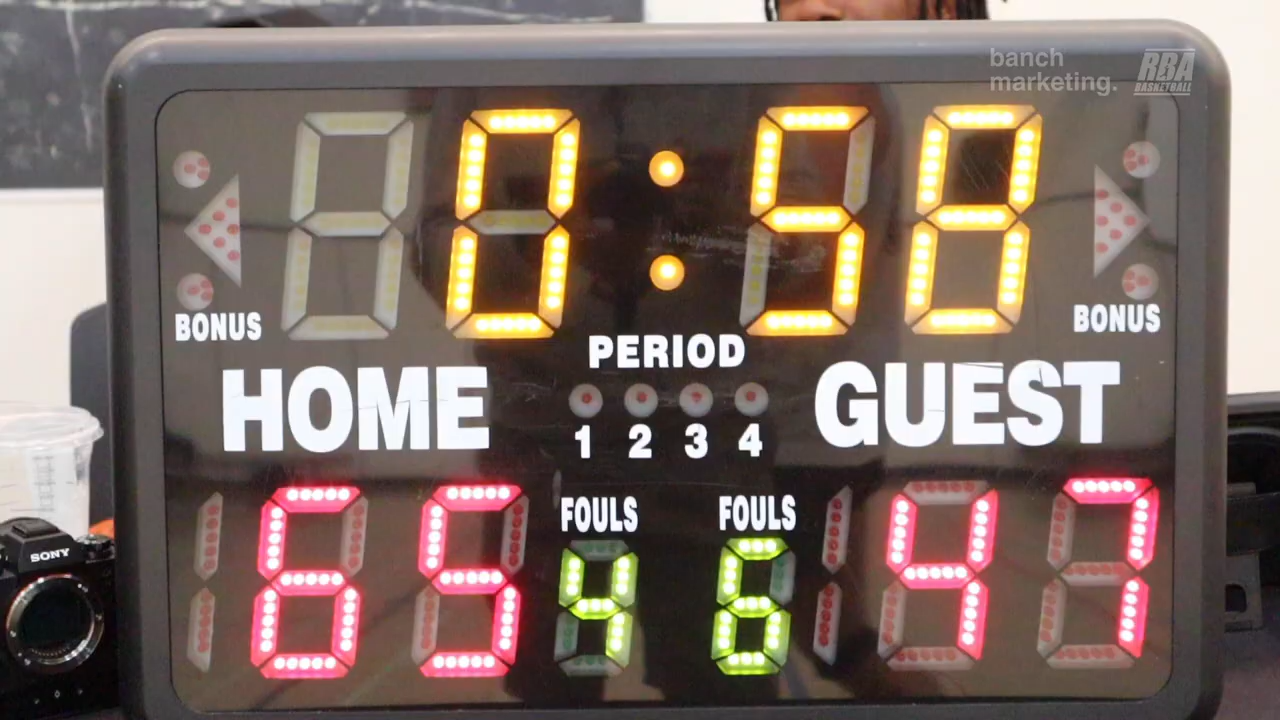 banch
marketing.
RBA
BASKETBALL
0:58
BONUS
BONUS
PERIOD
HOME
GUEST
1 2 3 4
FOULS
FOULS
65
4
6
47
SONY